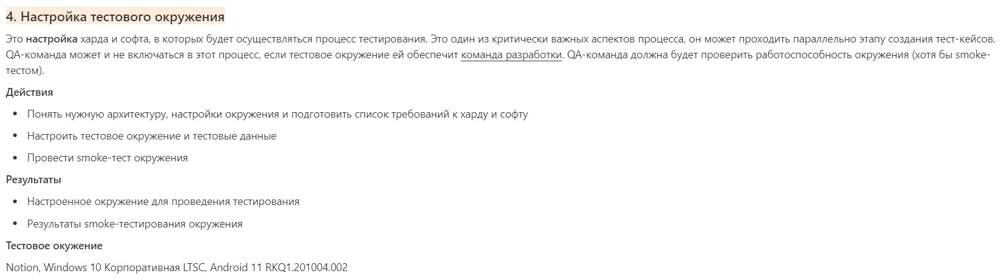 4. Настройка тестового окружения
Это настройка харда и софта, в которых будет осуществляться процесс тестирования. Это один из критически важных аспектов процесса, он может проходить параллельно этапу создания тест-кейсов.
QA-команда может и не включаться в этот процесс, если тестовое окружение ей обеспечит команда разработки. QA-команда должна будет проверить работоспособность окружения (хотя бы smoke-
тестом).
Действия
• Понять нужную архитектуру, настройки окружения и подготовить список требований к харду и софту
• Настроить тестовое окружение и тестовые данные
• Провести smoke-тест окружения
Результаты
• Настроенное окружение для проведения тестирования
• Результаты smoke-тестирования окружения
Тестовое окужение
Notion, Windows 10 Корпоративная LTSC, Android 11 RKQ1.201004.002